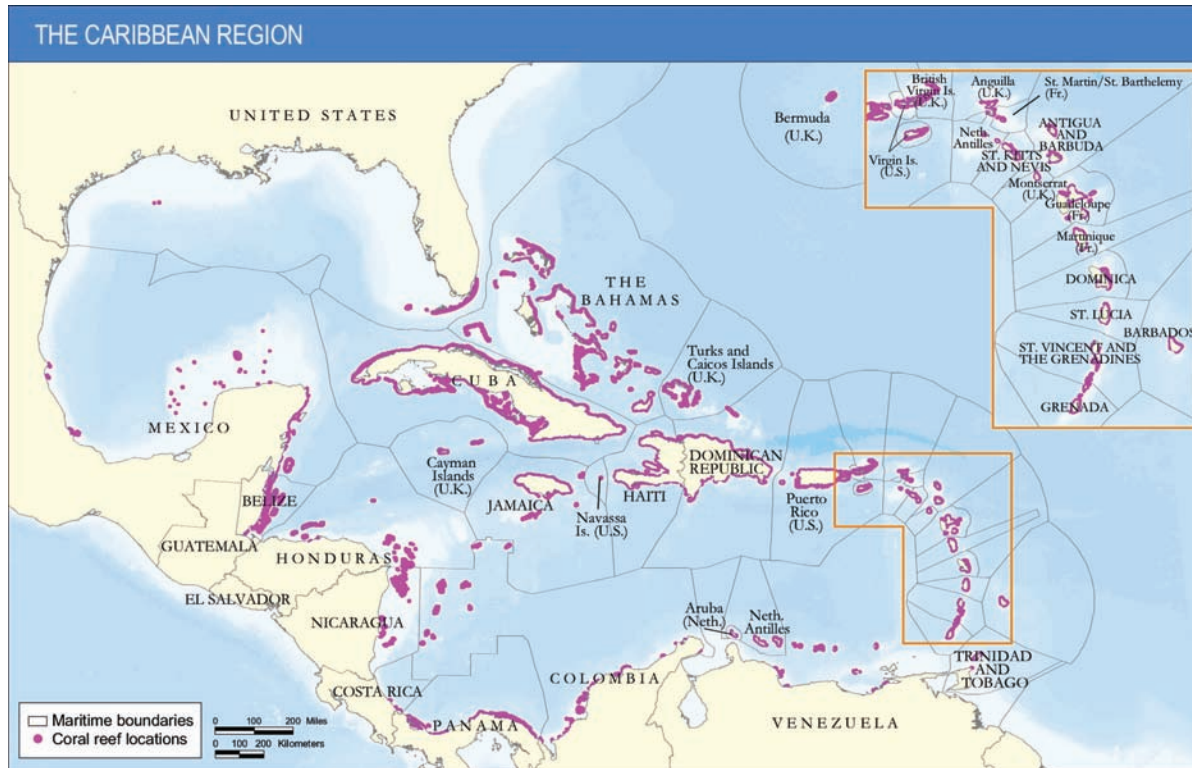 THE CARIBBEAN REGION
UNITED STATES
Bermuda
(U.K.)
British
Virgin Is.
(U.K.)
Anguilla
(U.K.)
St. Martin/St. Barthelemy
(Fr.)
Virgin Is.
(U.S.)
Neth.
Antilles
ANTIGUA
AND
BARBUDA
ST. KITTS
AND NEVIS
Montserrat
(U.K.)
Guadeloupe
(Fr.)
Martinique
(Fr.)
DOMINICA
ST. LUCIA
BARBADOS
ST. VINCENT AND
THE GRENADINES
GRENADA
THE
BAHAMAS
Turks and
Caicos Islands
(U.K.)
CUBA
MEXICO
Cayman
Islands
(U.K.)
DOMINICAN
REPUBLIC
HAITI
JAMAICA
Navassa
Is. (U.S.)
Puerto
Rico
(U.S.)
BELIZE
GUATEMALA
HONDURAS
EL SALVADOR
NICARAGUA
Aruba
(Neth.)
Neth.
Antilles
TRINIDAD
AND
TOBAGO
COSTA RICA
PANAMA
COLOMBIA
VENEZUELA
Maritime boundaries
Coral reef locations
0 100 200 Miles
0 100 200 Kilometers